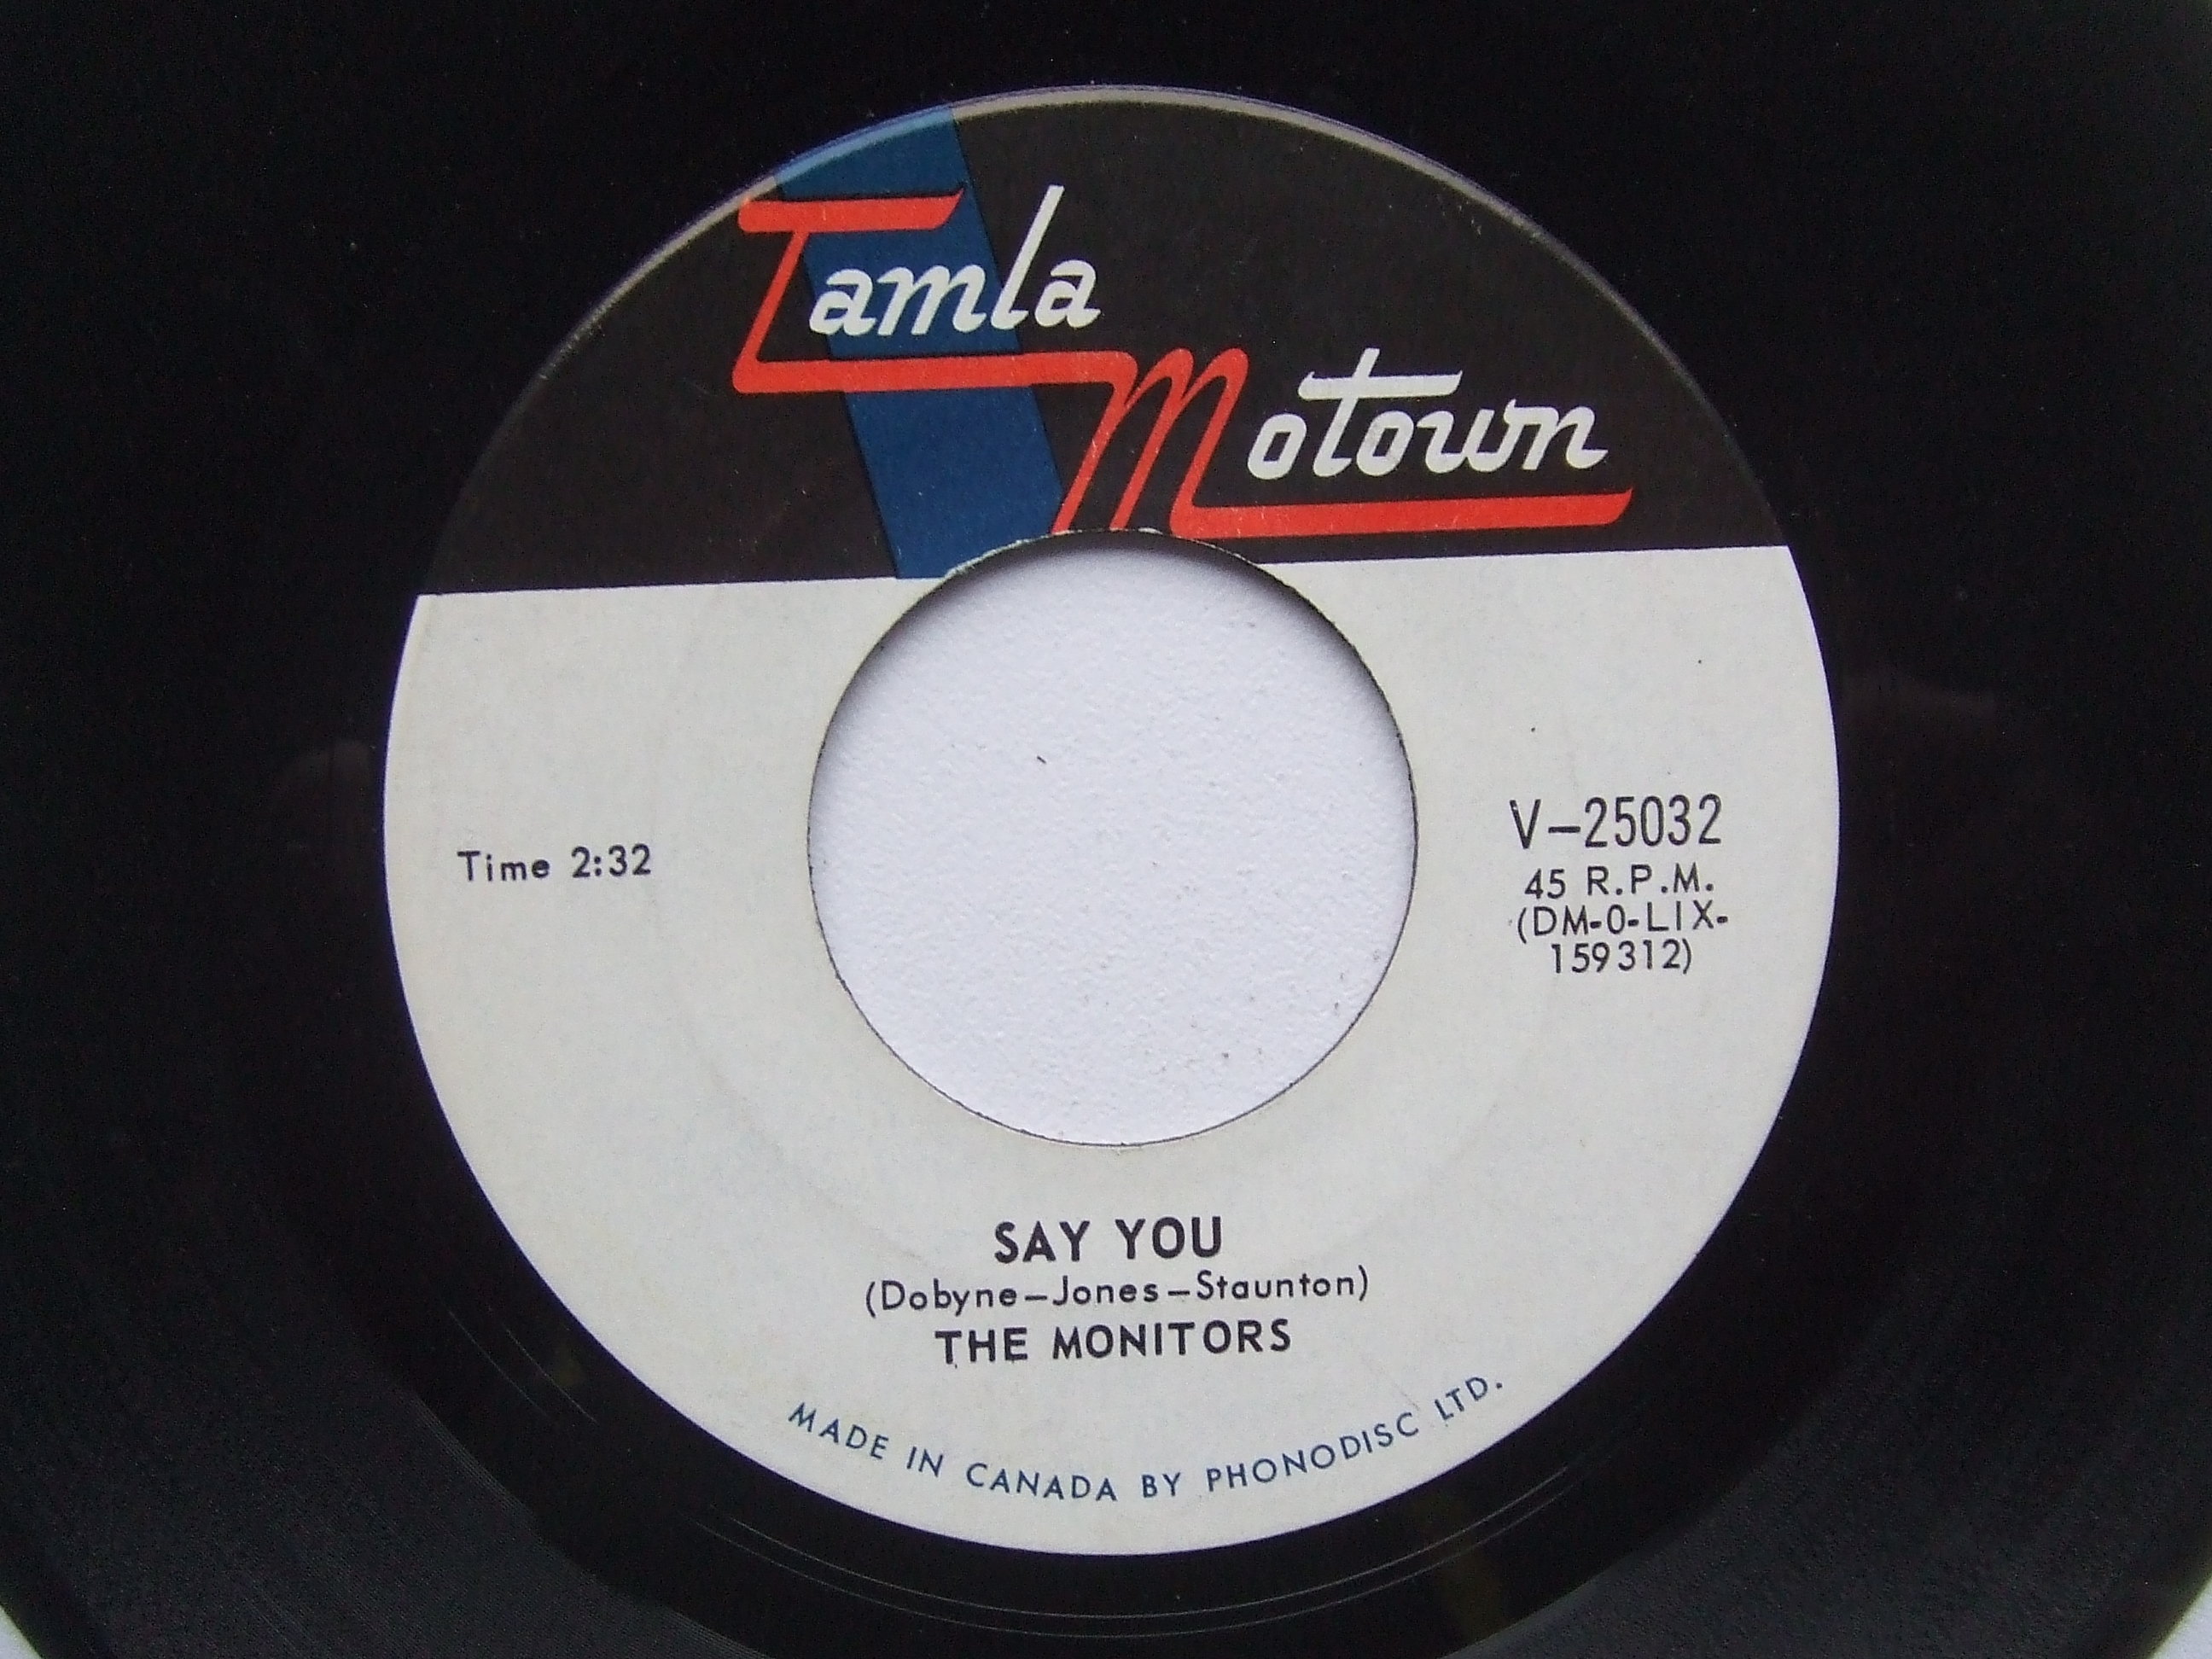 Tamla
Motown
Time 2:32
V-25032
45 R.P.M.
(DM-0-LIX-
159312)
SAY YOU
(Dobyne-Jones-Staunton)
THE MONITORS
MADE IN CANADA BY PHONODISC LTD.